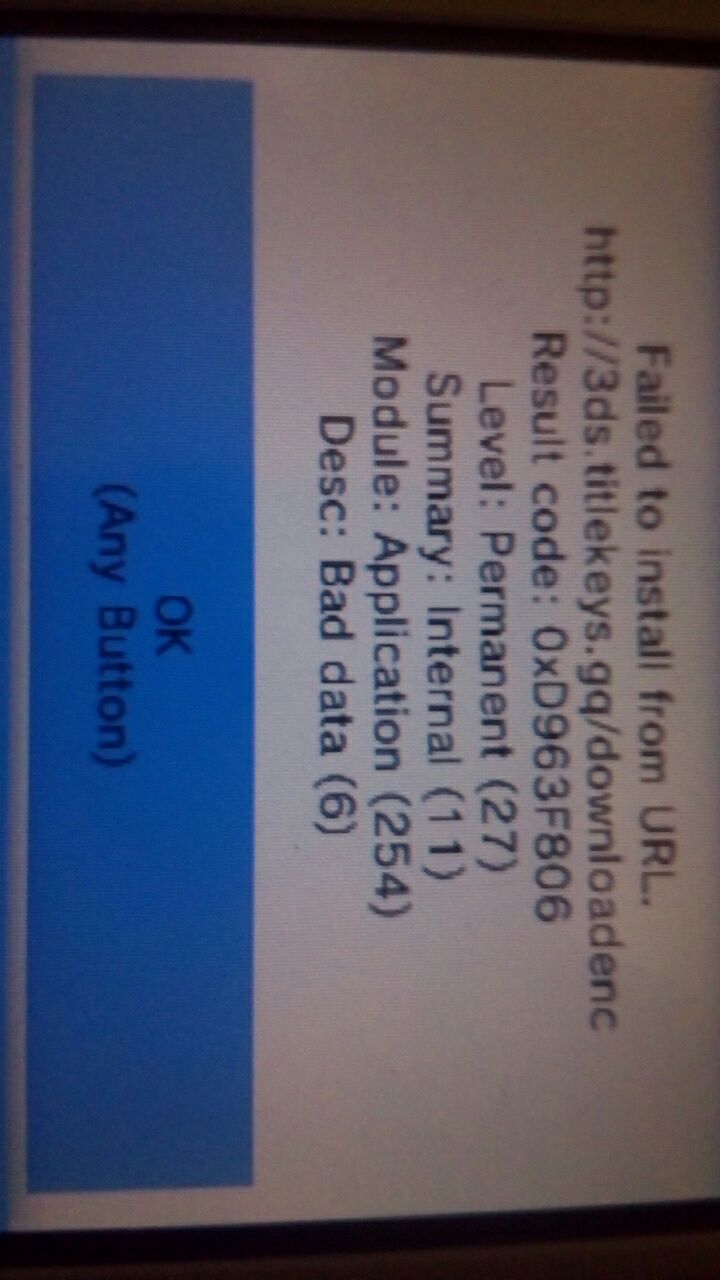 Failed to install from URL.
http://3ds.titlekeys.gq/downloadenc
Result code: 0xD963F806
Level: Permanent (27)
Summary: Internal (11)
Module: Application (254)
Desc: Bad data (6)
OK
(Any Button)